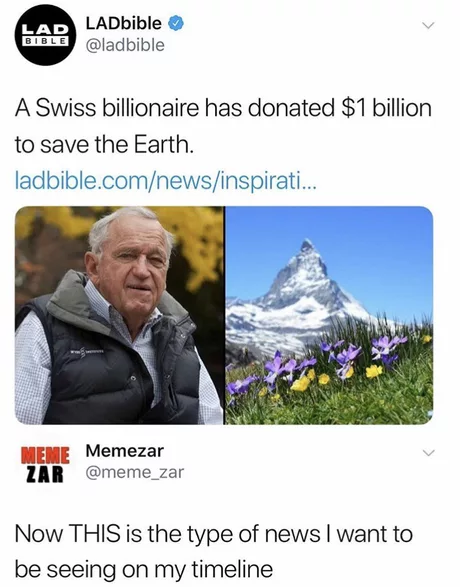 LAD
BIBLE
LADbible
@ladbible
A Swiss billionaire has donated $1 billion
to save the Earth.
ladbible.com/news/inspirati...
MEME
ZAR
Memezar
@meme_zar
Now THIS is the type of news I want to
be seeing on my timeline